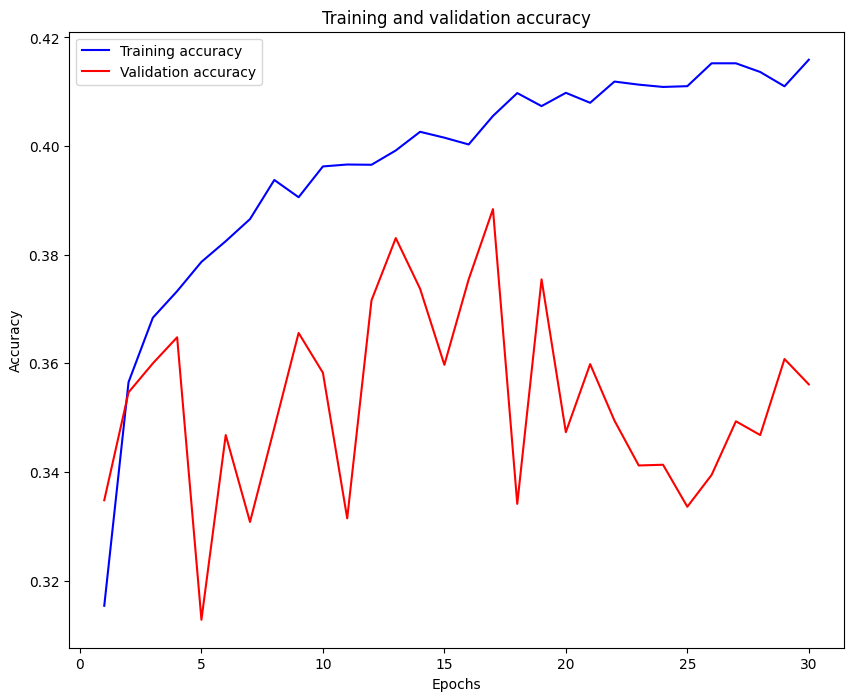 Training and validation accuracy
Training accuracy
Validation accuracy
0.42
0.40
0.38
0.36
0.34
0.32
Accuracy
0 5 10 15 20 25 30
Epochs